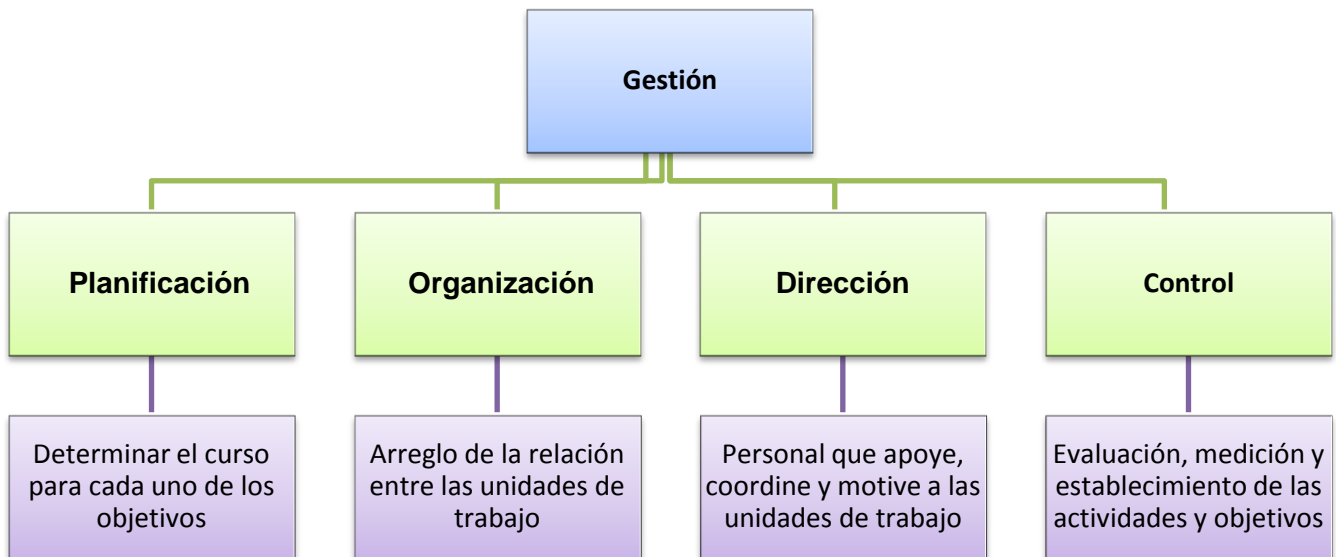 Gestión
Planificación
Organización
Dirección
Control
Determinar el curso
para cada uno de los
objetivos
Arreglo de la relación
entre las unidades de
trabajo
Personal que apoye,
coordine y motive a las
unidades de trabajo
Evaluación, medición y
establecimiento de las
actividades y objetivos